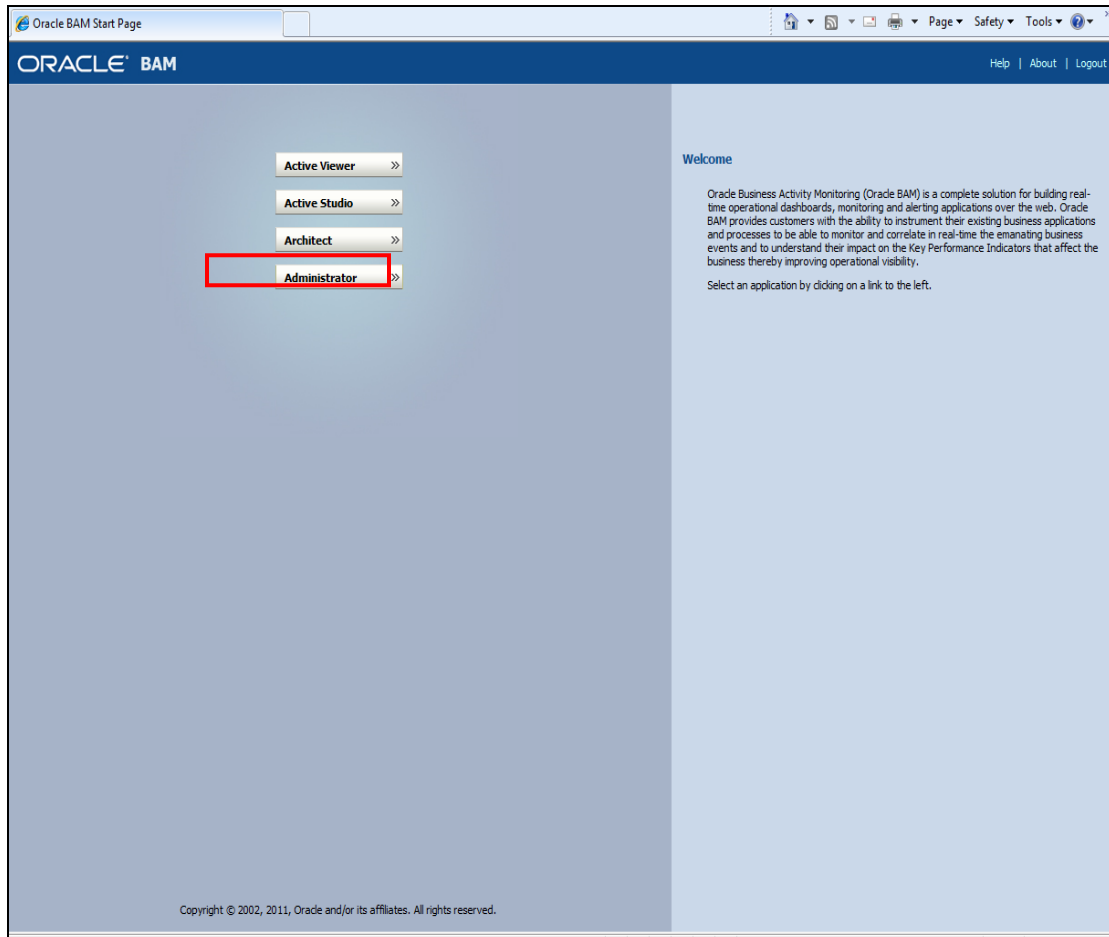 Oracle BAM Start Page
Page Safety Tools
ORACLE BAM
Help | About | Logout
Active Viewer »
Active Studio »
Architect »
Administrator »
Welcome
Oracle Business Activity Monitoring (Oracle BAM) is a complete solution for building real-
time operational dashboards, monitoring and alerting applications over the web. Oracle
BAM provides customers with the ability to instrument their existing business applications
and processes to be able to monitor and correlate in real-time the emanating business
events and to understand their impact on the Key Performance Indicators that affect the
business thereby improving operational visibility.
Select an application by clicking on a link to the left.
Copyright © 2002, 2011, Oracle and/or its affiliates. All rights reserved.